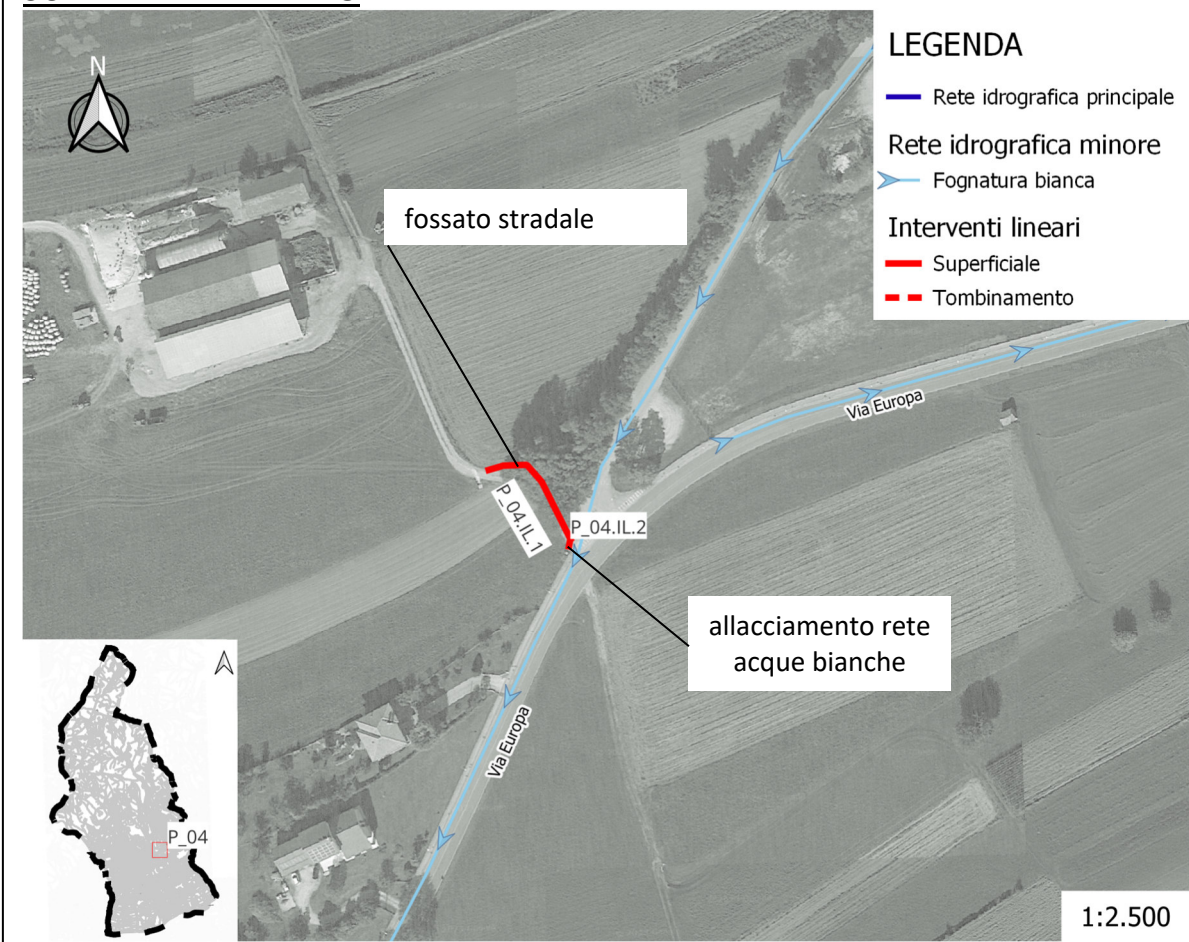 N
LEGENDA
Rete idrografica principale
Rete idrografica minore
Fognatura bianca
Interventi lineari
Superficiale
Tombinamento
fossato stradale
Via Europa
P_04.IL.1
P_04.IL.2
allacciamento rete
acque bianche
Via Europa
P_04
1:2.500